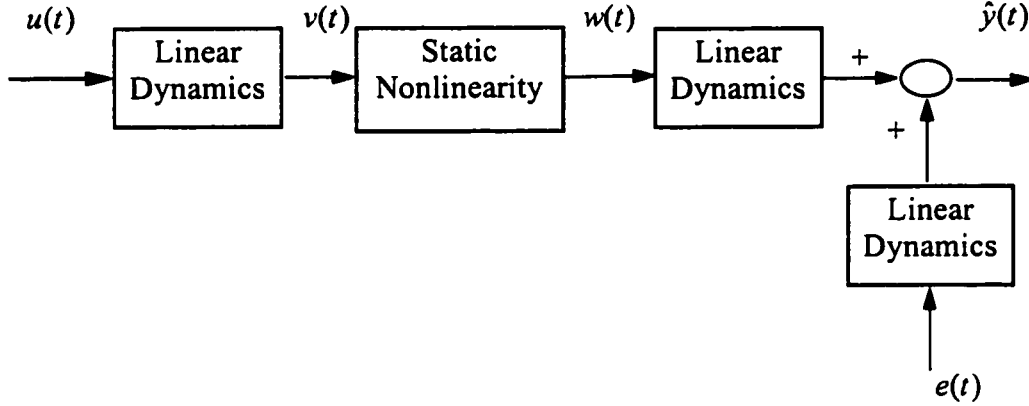 u(t)
v(t)
w(t)
ŷ(t)
Linear
Dynamics
Static
Nonlinearity
Linear
Dynamics
+
+
Linear
Dynamics
e(t)